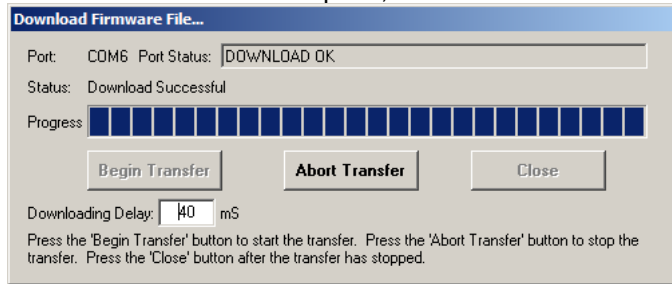 Download Firmware File...
Port: COM6 Port Status: DOWNLOAD OK
Status: Download Successful
Progress
Begin Transfer Abort Transfer Close
Downloading Delay: 40 mS
Press the 'Begin Transfer' button to start the transfer. Press the 'Abort Transfer' button to stop the
transfer. Press the 'Close' button after the transfer has stopped.